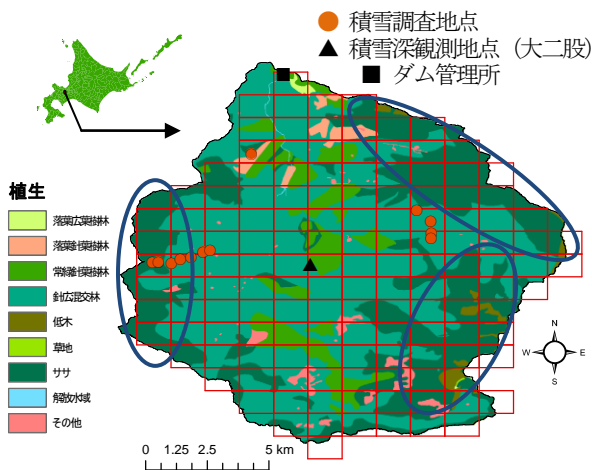 積雪調査地点
積雪深観測地点（大二股）
ダム管理所
植生
落葉広葉樹林
落葉針葉樹林
常緑針葉樹林
針広混交林
低木
草地
ササ
解放水域
その他
N
W E
S
0 1.25 2.5 5 km